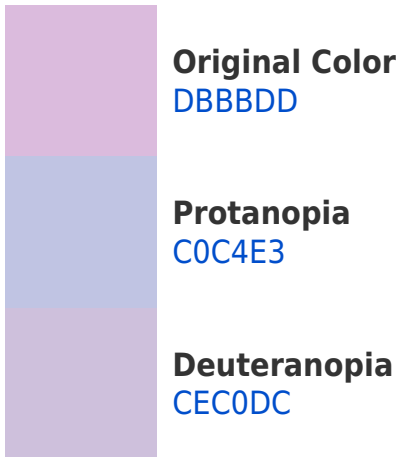 Original Color
DBBBDD
Protanopia
C0C4E3
Deuteranopia
CEC0DC